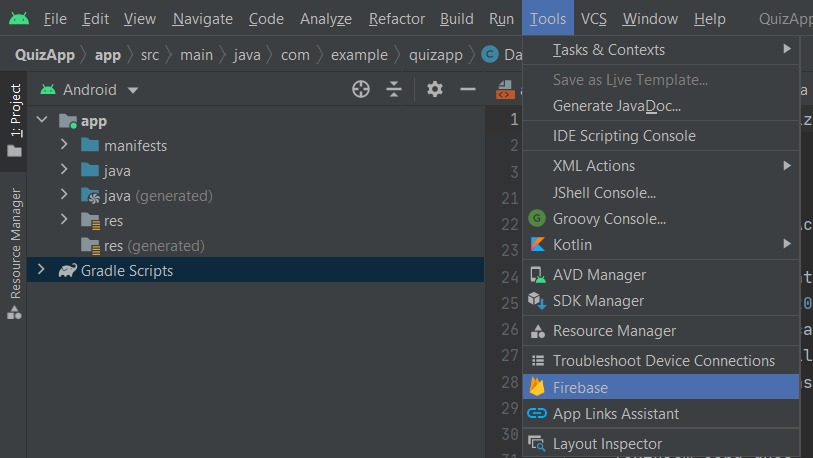 File Edit View Navigate Code Analyze Refactor Build Run Tools VCS Window Help QuizApp
QuizApp app src main java com example quizapp C Da
1: Project
Resource Manager
Android
app
manifests
java
java (generated)
res
res (generated)
Gradle Scripts
1
2
3
21
22
23
24
25
26
27
28
29
30
31
Tasks & Contexts
Save as Live Template...
Generate JavaDoc...
IDE Scripting Console
XML Actions
JShell Console...
G Groovy Console...
Kotlin
AVD Manager
SDK Manager
Resource Manager
Troubleshoot Device Connections
Firebase
App Links Assistant
Layout Inspector